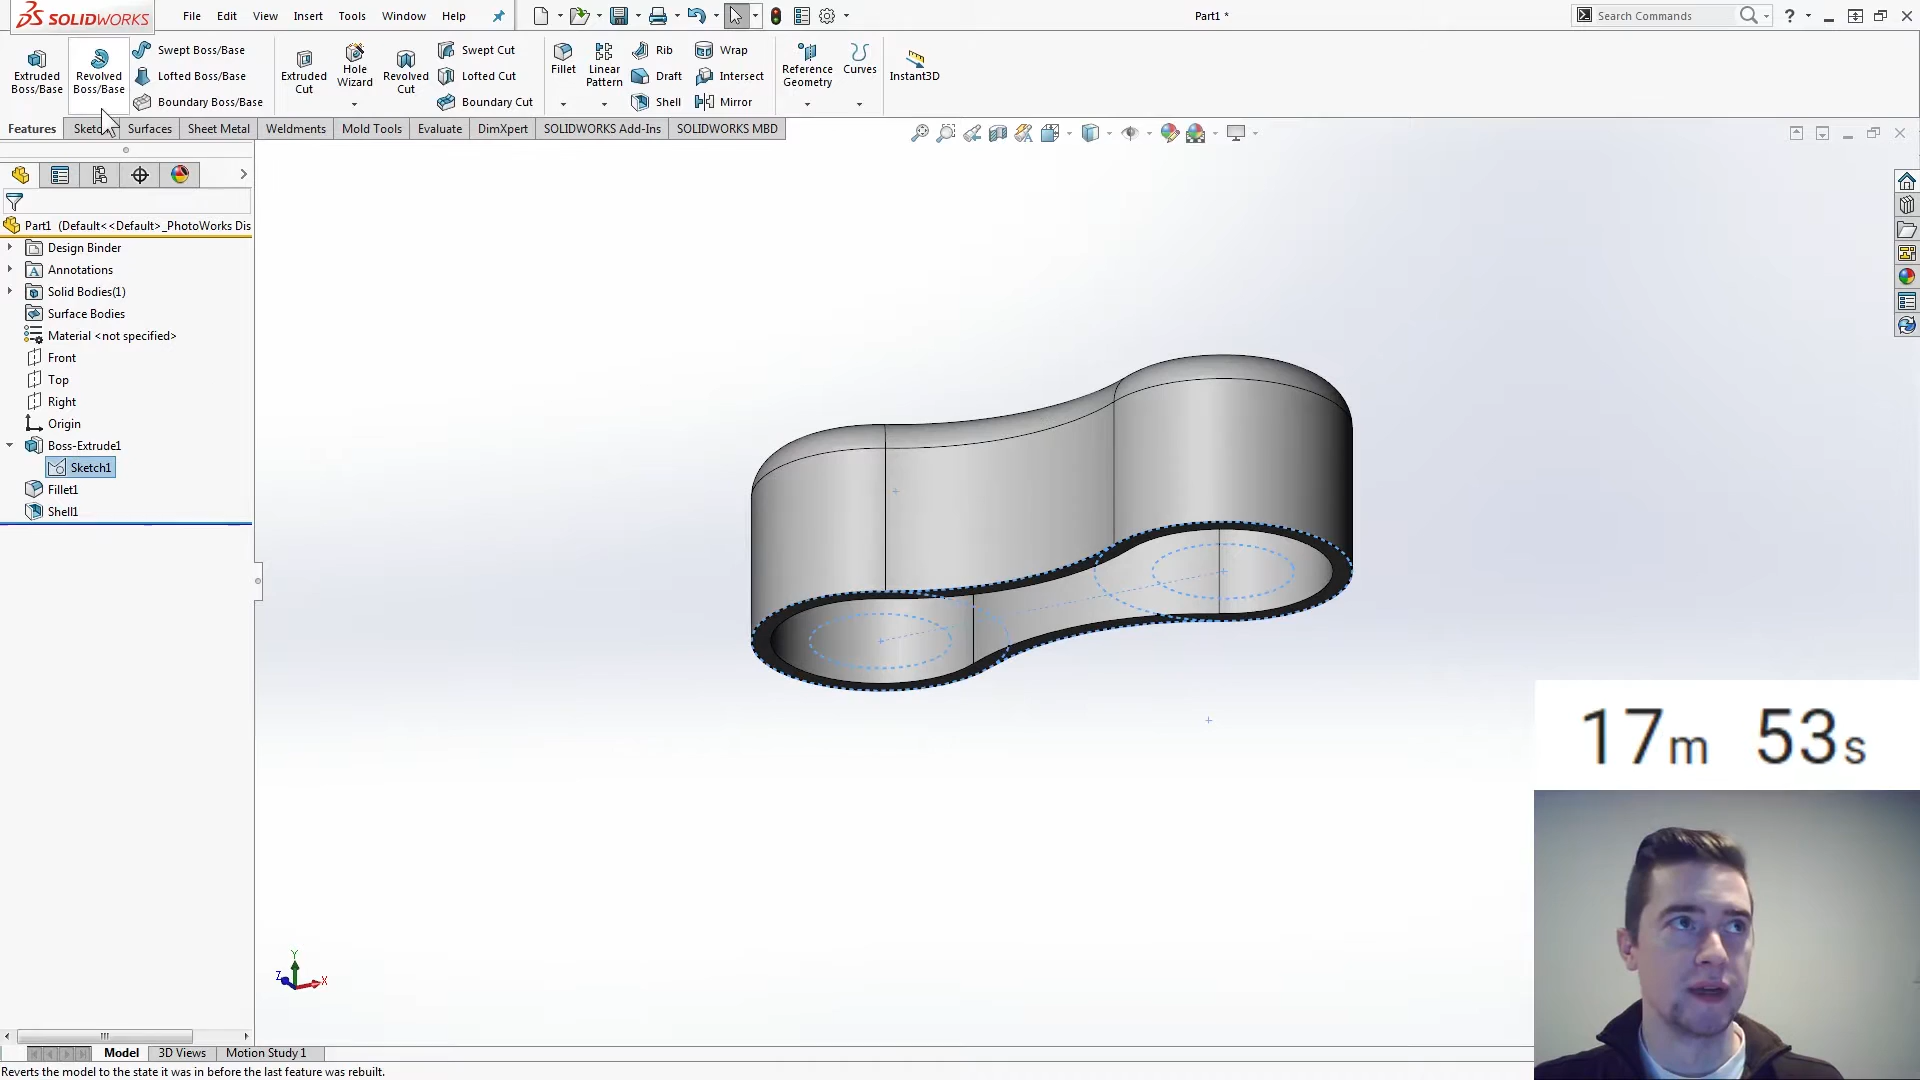 SOLIDWORKS
File Edit View Insert Tools Window Help
Part1 *
Search Commands
Extruded Boss/Base
Revolved Boss/Base
Swept Boss/Base
Lofted Boss/Base
Boundary Boss/Base
Extruded Cut
Hole Wizard
Revolved Cut
Swept Cut
Lofted Cut
Boundary Cut
Fillet
Linear Pattern
Rib
Draft
Shell
Wrap
Intersect
Mirror
Reference Geometry
Curves
Instant3D
Features Sketch Surfaces Sheet Metal Weldments Mold Tools Evaluate DimXpert SOLIDWORKS Add-Ins SOLIDWORKS MBD
Part1 (Default<<Default>_PhotoWorks Dis
Design Binder
Annotations
Solid Bodies(1)
Surface Bodies
Material <not specified>
Front
Top
Right
Origin
Boss-Extrude1
Sketch1
Fillet1
Shell1
17m 53s
Y
Z X
Model 3D Views Motion Study 1
Reverts the model to the state it was in before the last feature was rebuilt.